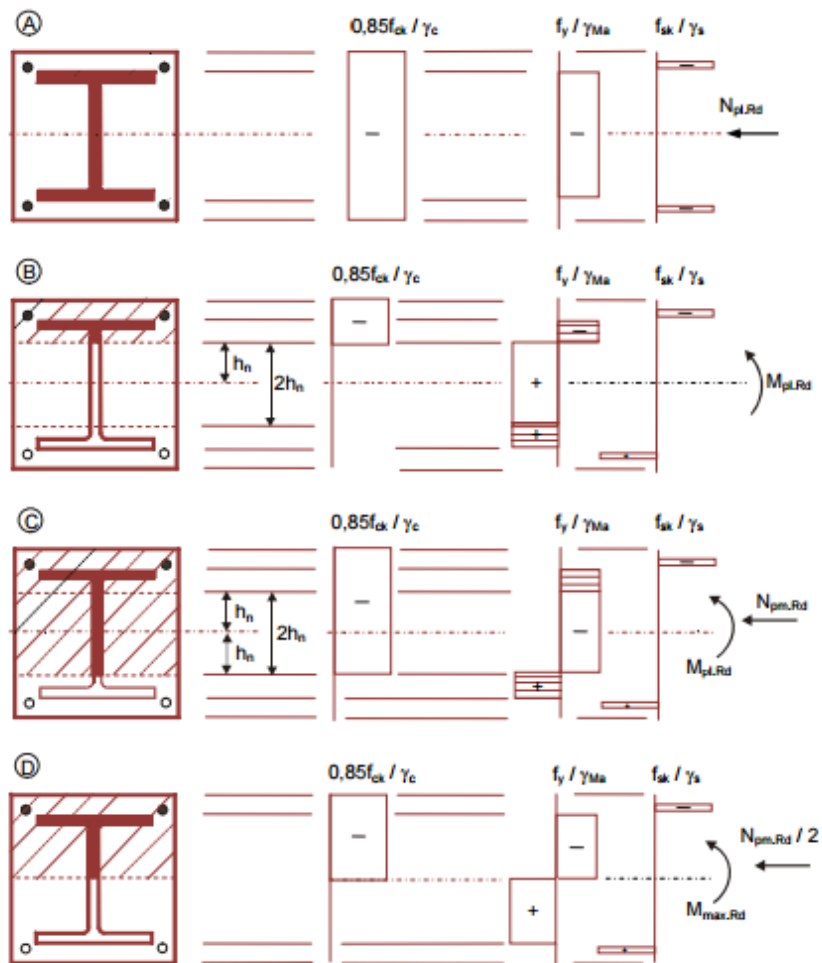 A
0,85fck / γc
fy / γMa
fsk / γs
−
−
−
−
Npl.Rd
B
0,85fck / γc
fy / γMa
fsk / γs
−
−
−
hn
2hn
+
+
+
Mpl.Rd
C
0,85fck / γc
fy / γMa
fsk / γs
−
−
−
hn
hn
2hn
+
+
Npm.Rd
Mpl.Rd
D
0,85fck / γc
fy / γMa
fsk / γs
−
−
−
+
+
Npm.Rd / 2
Mmax.Rd